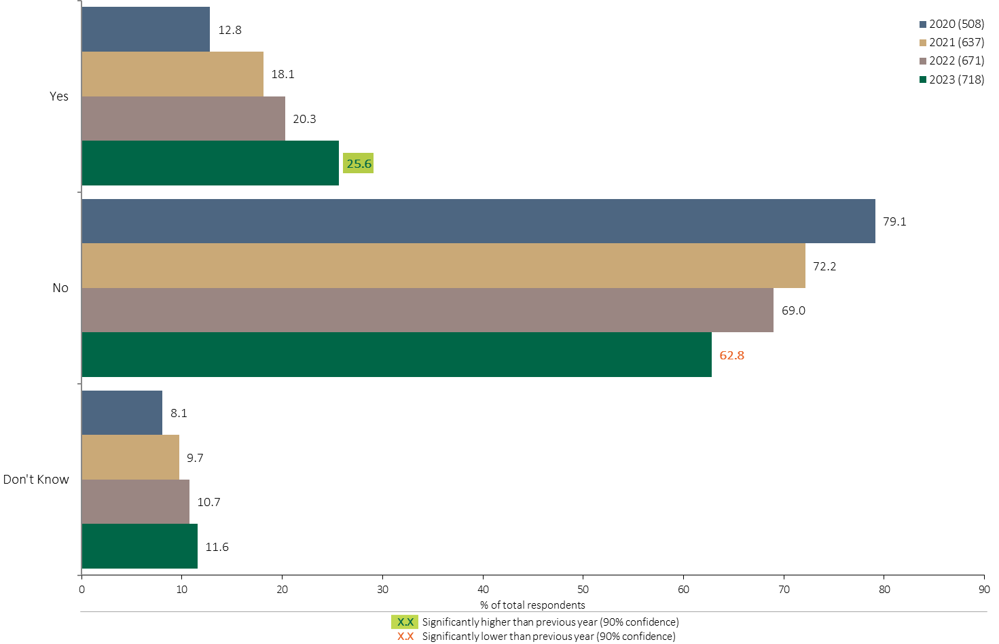 2020 (508)
2021 (637)
2022 (671)
2023 (718)
Yes
12.8
18.1
20.3
25.6
No
79.1
72.2
69.0
62.8
Don't Know
8.1
9.7
10.7
11.6
0 10 20 30 40 50 60 70 80 90
% of total respondents
X.X Significantly higher than previous year (90% confidence)
X.X Significantly lower than previous year (90% confidence)